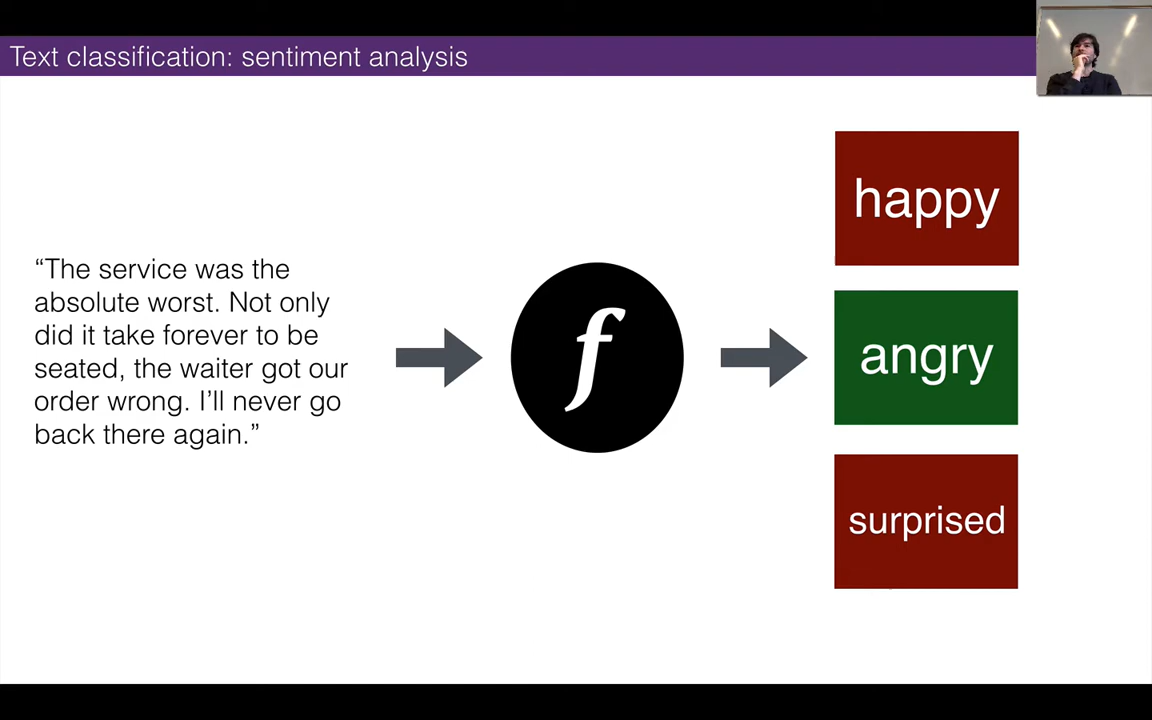 Text classification: sentiment analysis
“The service was the
absolute worst. Not only
did it take forever to be
seated, the waiter got our
order wrong. I’ll never go
back there again.”
f
happy
angry
surprised